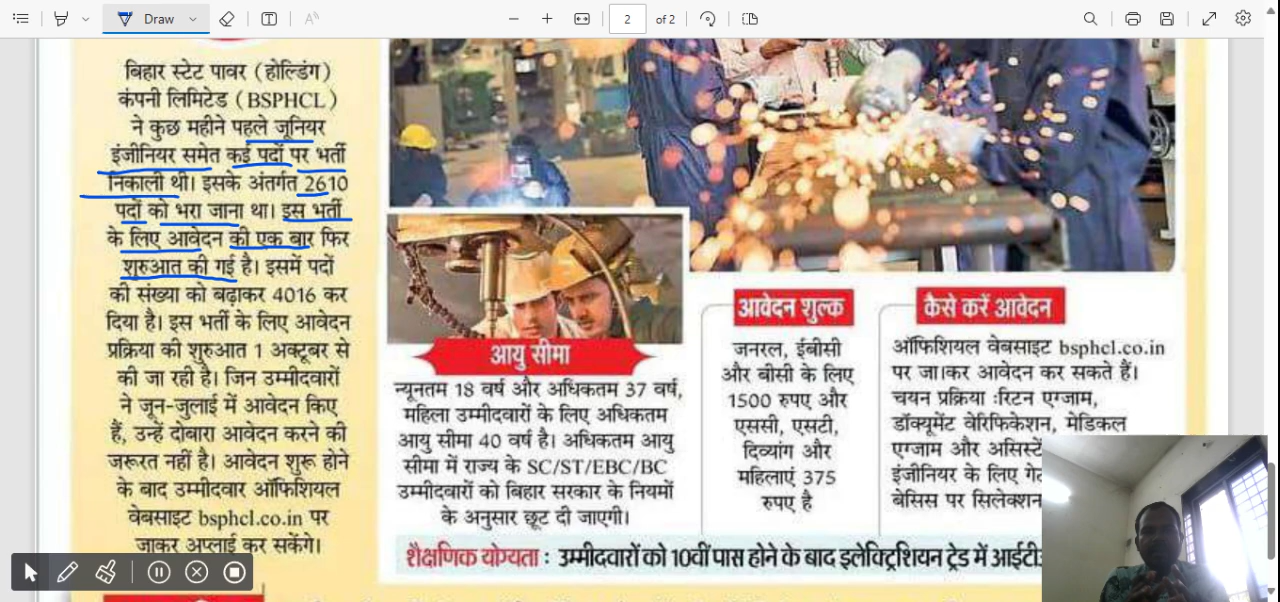 Draw
2
of 2
बिहार स्टेट पावर (होल्डिंग)
कंपनी लिमिटेड (BSPHCL)
ने कुछ महीने पहले जूनियर
इंजीनियर समेत कई पदों पर भर्ती
निकाली थी। इसके अंतर्गत 2610
पदों को भरा जाना था। इस भर्ती
के लिए आवेदन की एक बार फिर
शुरुआत की गई है। इसमें पदों
की संख्या को बढ़ाकर 4016 कर
दिया है। इस भर्ती के लिए आवेदन
प्रक्रिया की शुरुआत 1 अक्टूबर से
की जा रही है। जिन उम्मीदवारों
ने जून-जुलाई में आवेदन किए
हैं, उन्हें दोबारा आवेदन करने की
जरूरत नहीं है। आवेदन शुरू होने
के बाद उम्मीदवार ऑफिशियल
वेबसाइट bsphcl.co.in पर
जाकर अप्लाई कर सकेंगे।
आयु सीमा
न्यूनतम 18 वर्ष और अधिकतम 37 वर्ष,
महिला उम्मीदवारों के लिए अधिकतम
आयु सीमा 40 वर्ष है। अधिकतम आयु
सीमा में राज्य के SC/ST/EBC/BC
उम्मीदवारों को बिहार सरकार के नियमों
के अनुसार छूट दी जाएगी।
आवेदन शुल्क
जनरल, ईबीसी
और बीसी के लिए
1500 रुपए और
एससी, एसटी,
दिव्यांग और
महिलाएं 375
रुपए है
कैसे करें आवेदन
ऑफिशियल वेबसाइट bsphcl.co.in
पर जा।कर आवेदन कर सकते हैं।
चयन प्रक्रिया :रिटन एग्जाम,
डॉक्यूमेंट वेरिफिकेशन, मेडिकल
एग्जाम और असिस्टें
इंजीनियर के लिए गेट
बेसिस पर सिलेक्शन
शैक्षणिक योग्यता : उम्मीदवारों को 10वीं पास होने के बाद इलेक्ट्रिशियन ट्रेड में